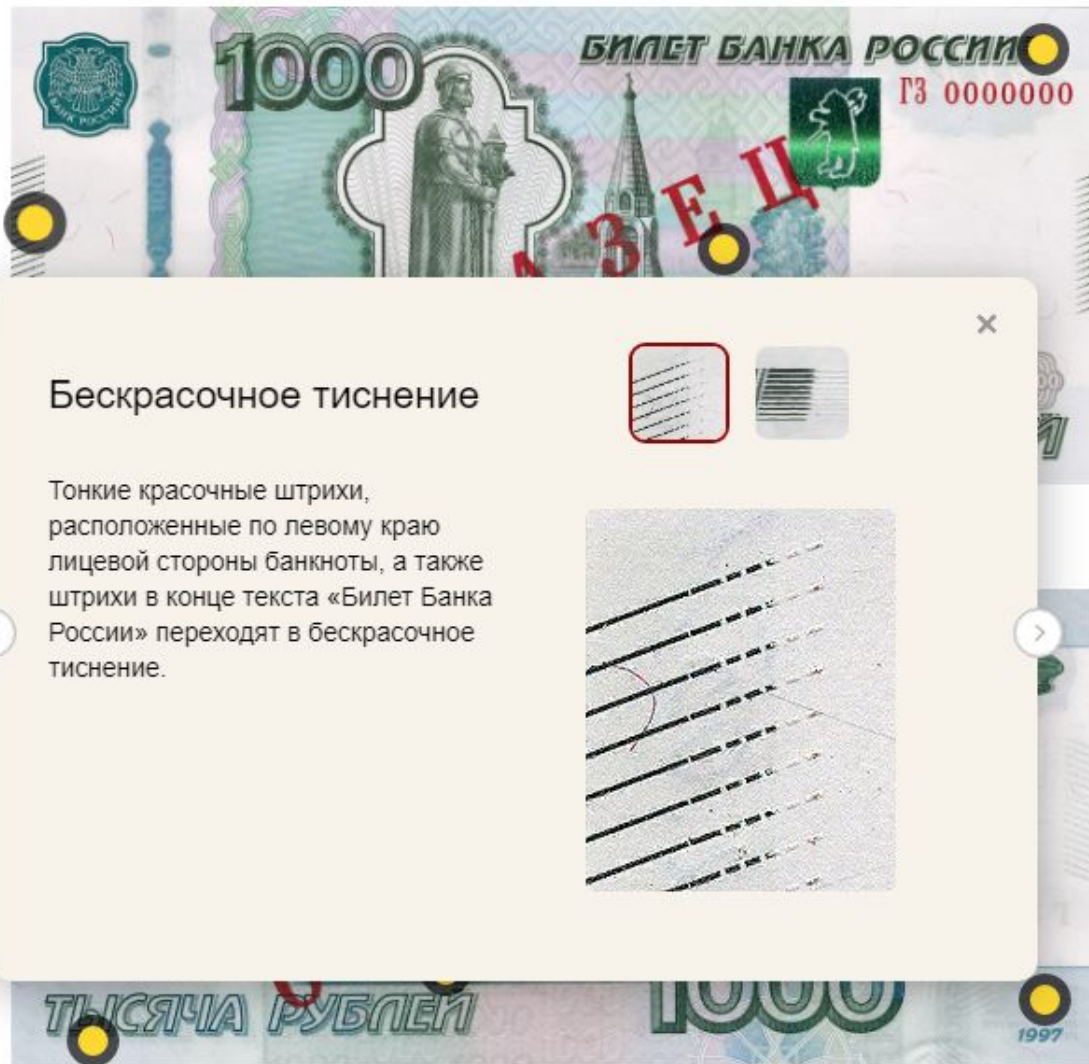 1000
БИЛЕТ БАНКА РОССИИ
БАНК РОССИИ
ГЗ 0000000
АЗЕЦ
×
Бескрасочное тиснение
Тонкие красочные штрихи,
расположенные по левому краю
лицевой стороны банкноты, а также
штрихи в конце текста «Билет Банка
России» переходят в бескрасочное
тиснение.
ТЫСЯЧА РУБЛЕЙ
1000
1997